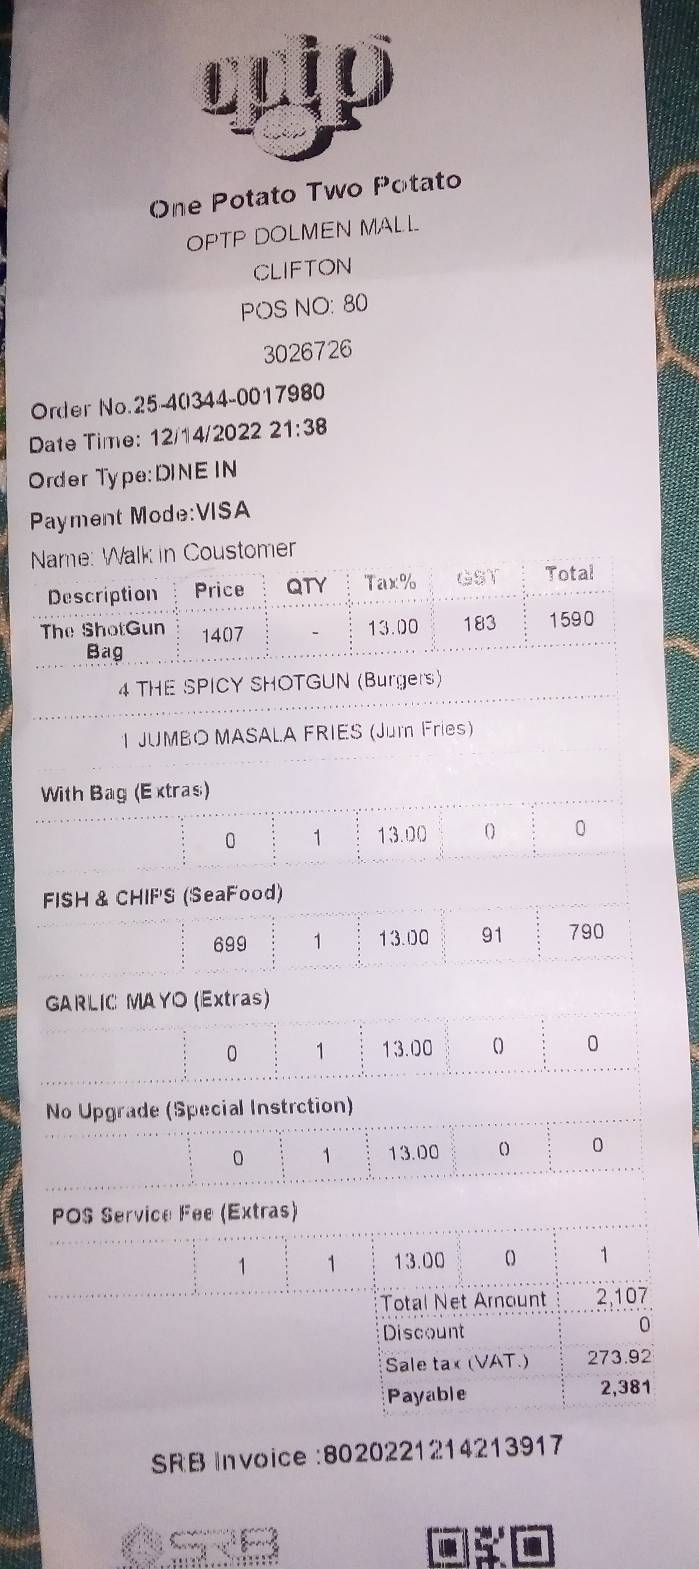 optp
One Potato Two Potato
OPTP DOLMEN MALL
CLIFTON
POS NO: 80
3026726
Order No.25-40344-0017980
Date Time: 12/14/2022 21:38
Order Type:DINE IN
Payment Mode:VISA
Name: Walk in Coustomer
Description Price QTY Tax% GST Total
The ShotGun Bag 1407 - 13.00 183 1590
4 THE SPICY SHOTGUN (Burgers)
1 JUMBO MASALA FRIES (Jum Fries)
With Bag (Extras)
0 1 13.00 0 0
FISH & CHIPS (SeaFood)
699 1 13.00 91 790
GARLIC MAYO (Extras)
0 1 13.00 0 0
No Upgrade (Special Instrction)
0 1 13.00 0 0
POS Service Fee (Extras)
1 1 13.00 0 1
Total Net Amount 2,107
Discount 0
Sale tax (VAT.) 273.92
Payable 2,381
SRB Invoice :8020221214213917
SRB